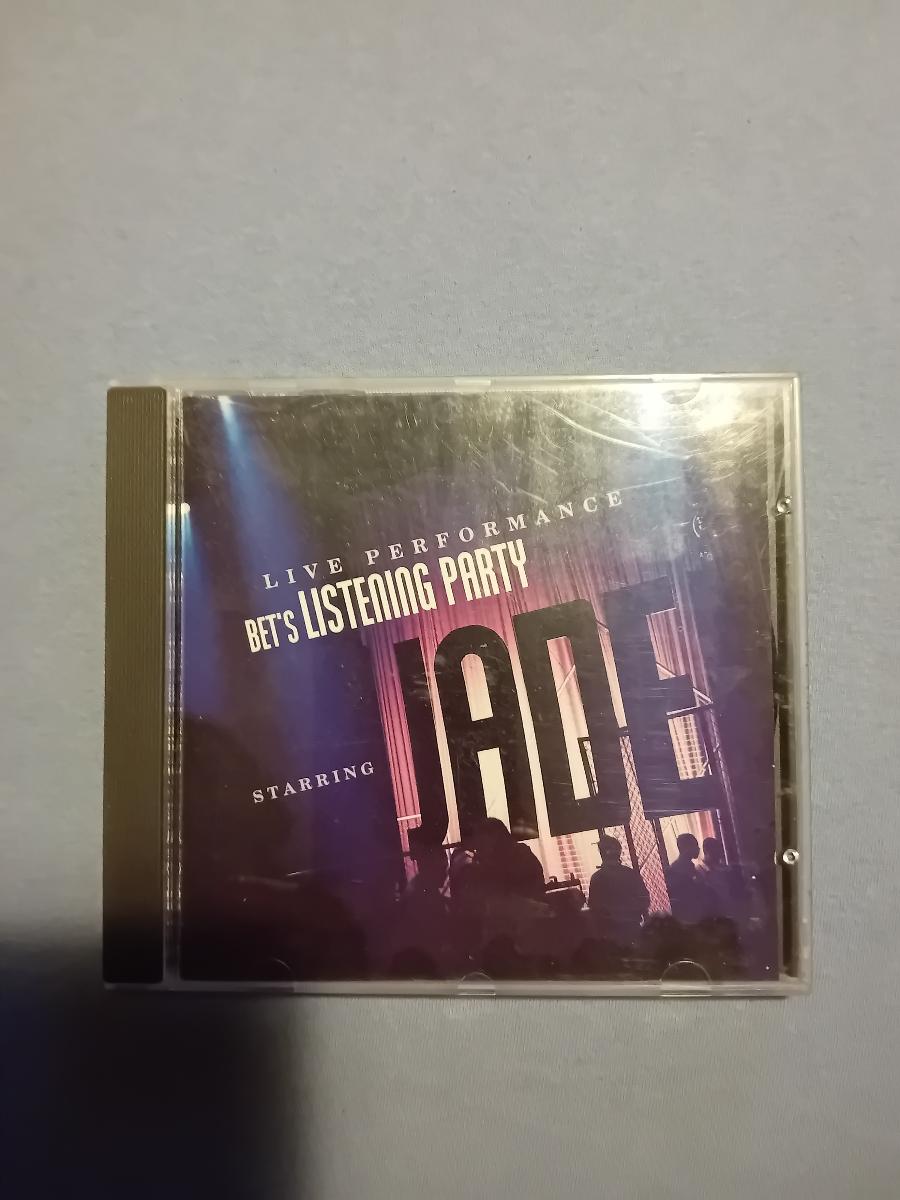 LIVE PERFORMANCE
BET'S LISTENING PARTY
STARRING
JADE